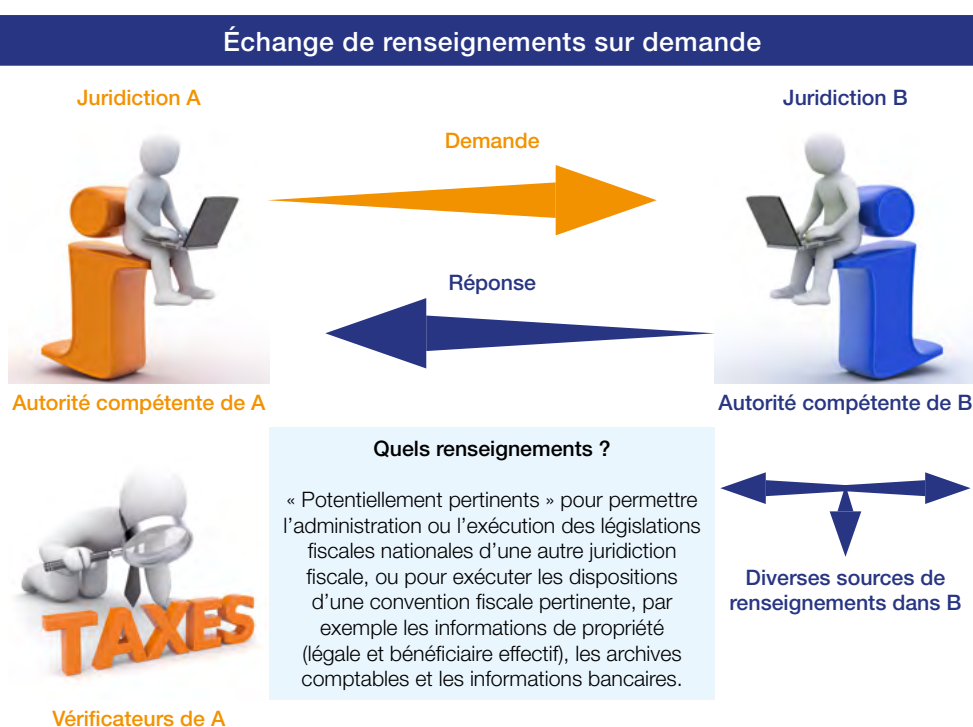 Échange de renseignements sur demande
Juridiction A
Juridiction B
Demande
Réponse
Autorité compétente de A
Autorité compétente de B
Quels renseignements ?
« Potentiellement pertinents » pour permettre
l'administration ou l'exécution des législations
fiscales nationales d'une autre juridiction
fiscale, ou pour exécuter les dispositions
d'une convention fiscale pertinente, par
exemple les informations de propriété
(légale et bénéficiaire effectif), les archives
comptables et les informations bancaires.
Diverses sources de
renseignements dans B
TAXES
Vérificateurs de A